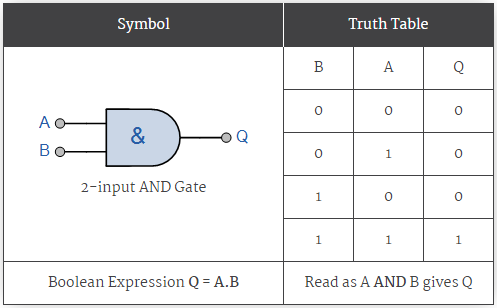 Symbol
Truth Table
B A Q
A
B
&
Q
2-input AND Gate
0 0 0
0 1 0
1 0 0
1 1 1
Boolean Expression Q = A.B
Read as A AND B gives Q